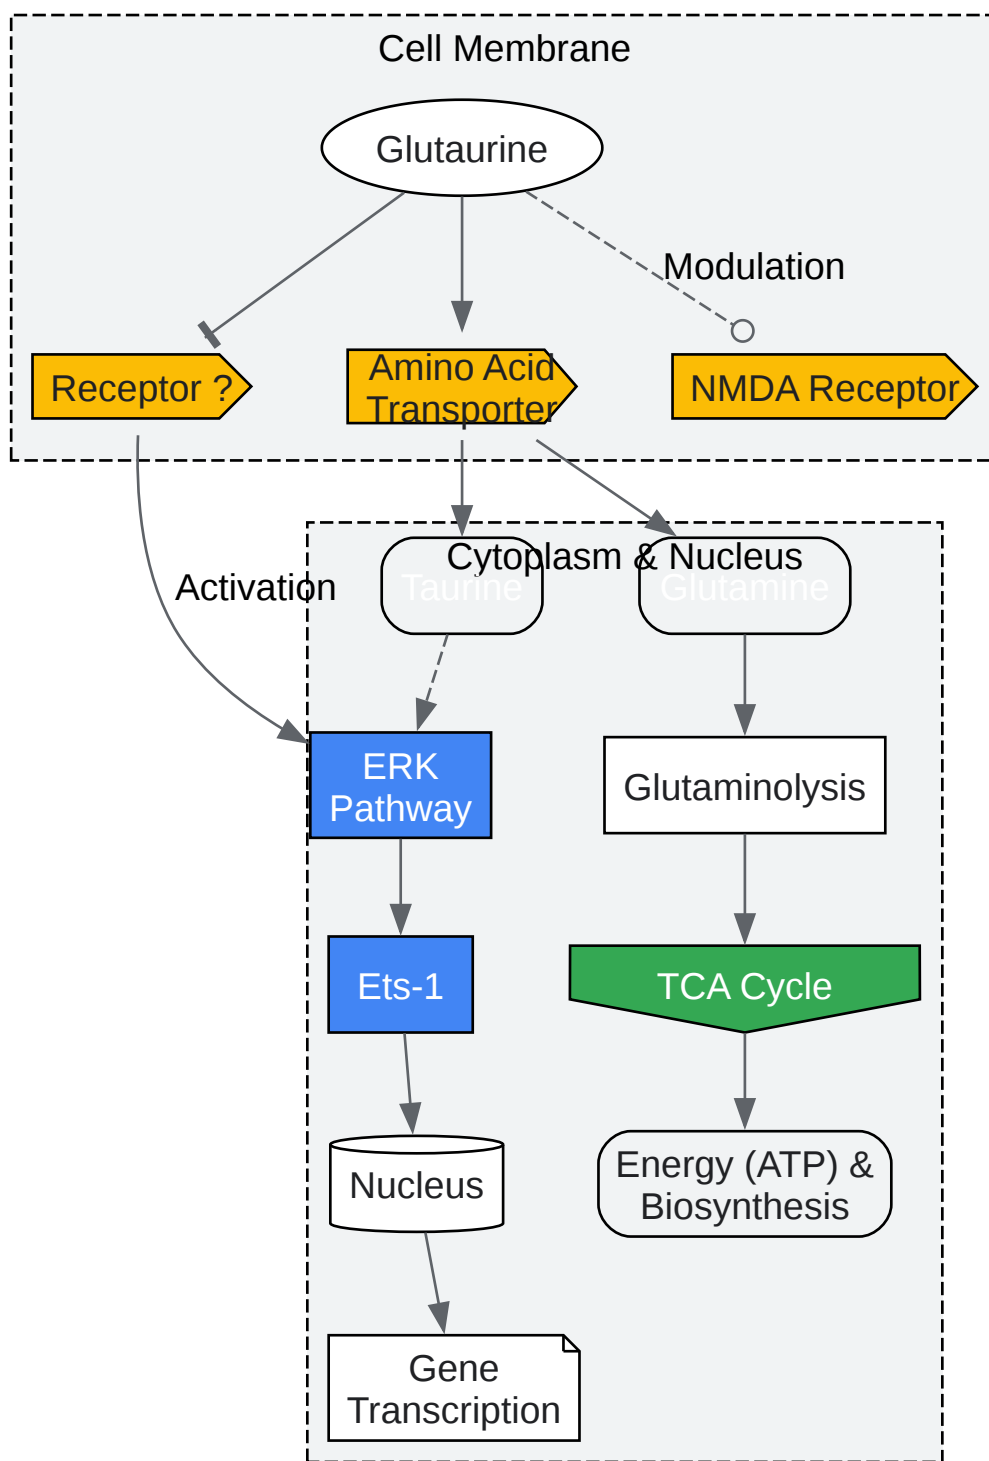 Cell Membrane
Glutaurine
Modulation
Receptor ?
Amino Acid
Transporter
NMDA Receptor
Cytoplasm & Nucleus
Activation
Taurine
Glutamine
ERK
Pathway
Glutaminolysis
Ets-1
TCA Cycle
Nucleus
Energy (ATP) &
Biosynthesis
Gene
Transcription